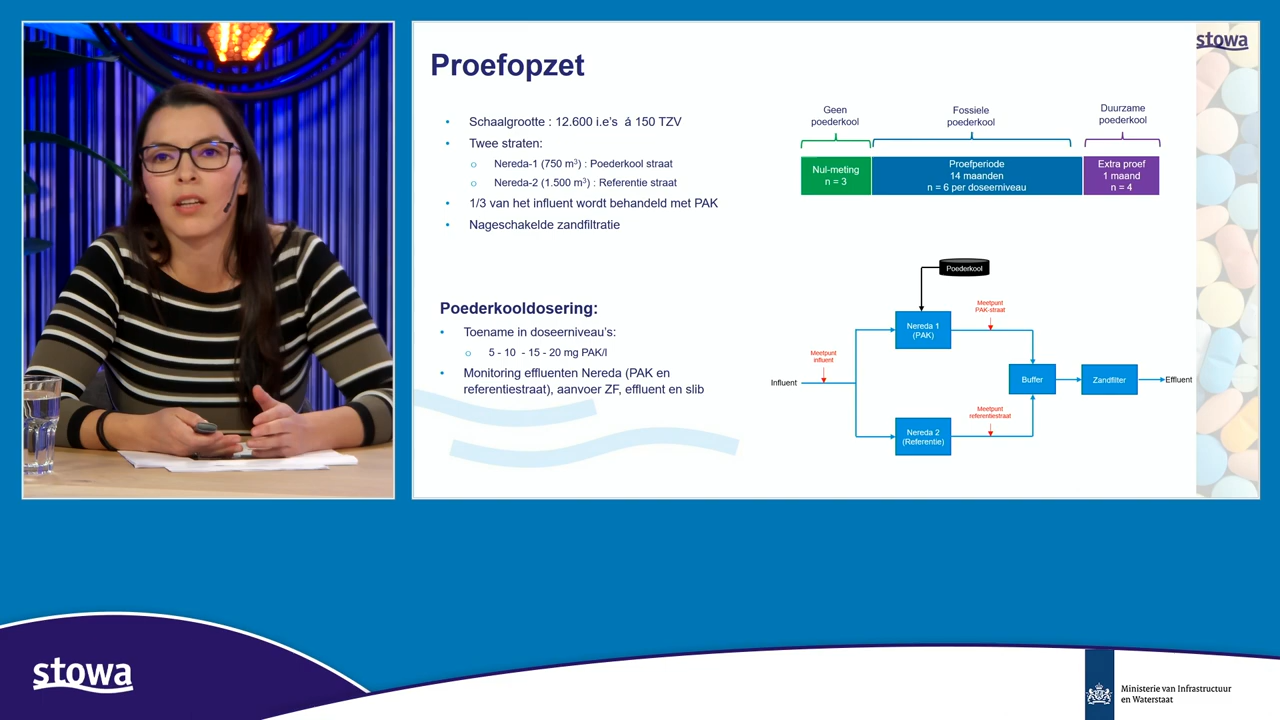 Proefopzet
• Schaalgrootte : 12.600 i.e's á 150 TZV
• Twee straten:
o Nereda-1 (750 m³) : Poederkool straat
o Nereda-2 (1.500 m³) : Referentie straat
• 1/3 van het influent wordt behandeld met PAK
• Nageschakelde zandfiltratie
Poederkooldosering:
• Toename in doseerniveau's:
o 5 - 10 - 15 - 20 mg PAK/l
• Monitoring effluenten Nereda (PAK en
referentiestraat), aanvoer ZF, effluent en slib
Geen
poederkool
Fossiele
poederkool
Duurzame
poederkool
Nul-meting
n = 3
Proefperiode
14 maanden
n = 6 per doseerniveau
Extra proef
1 maand
n = 4
Poederkool
Meetpunt
influent
Influent
Nereda 1
(PAK)
Meetpunt
PAK-straat
Nereda 2
(Referentie)
Meetpunt
referentiestraat
Buffer
Zandfilter
Effluent
stowa
stowa
Ministerie van Infrastructuur
en Waterstaat